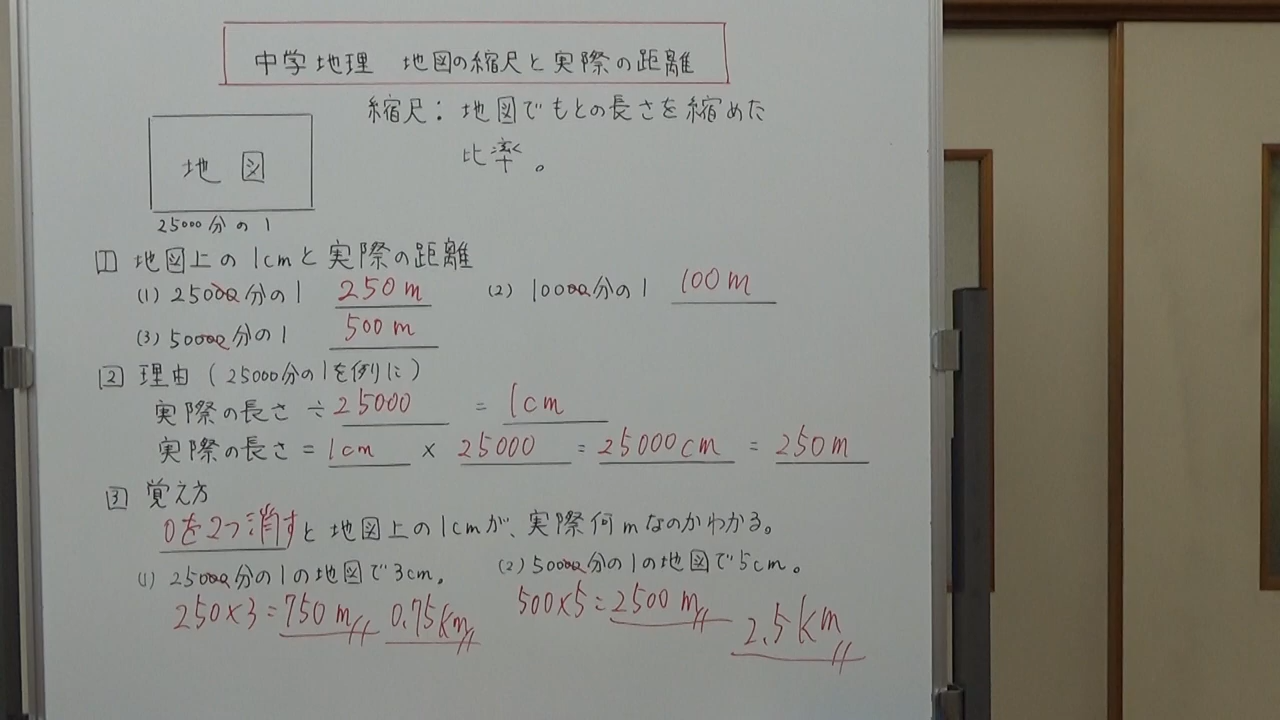 中学地理 地図の縮尺と実際の距離
縮尺：地図でもとの長さを縮めた
比率。
地図
25000分の1
1 地図上の1cmと実際の距離
(1) 25000分の1 250m (2) 10000分の1 100m
(3) 50000分の1 500m
2 理由（25000分の1を例りに）
実際の長さ ÷ 25000 = 1cm
実際の長さ = 1cm × 25000 = 25000cm = 250m
3 覚え方
0を2つ消すと地図上の1cmが、実際何mなのかわかる。
(1) 25000分の1の地図で3cm。 (2) 50000分の1の地図で5cm。
250×3=750m 0.75km 500×5=2500m
2.5km